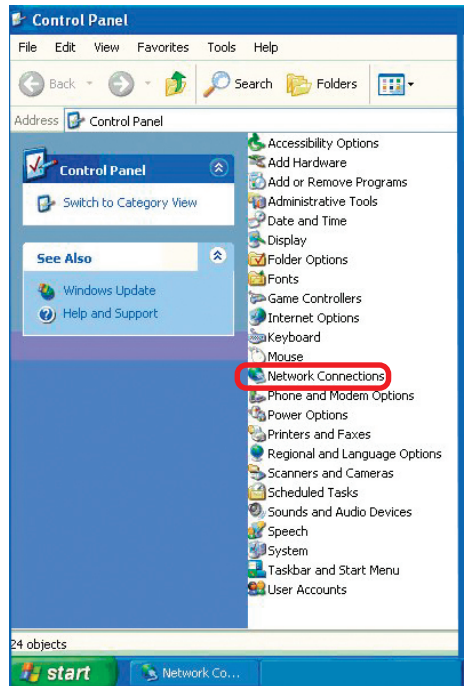 Control Panel
File Edit View Favorites Tools Help
Back Search Folders
Address Control Panel
Control Panel
Switch to Category View
See Also
Windows Update
Help and Support
Accessibility Options
Add Hardware
Add or Remove Programs
Administrative Tools
Date and Time
Display
Folder Options
Fonts
Game Controllers
Internet Options
Keyboard
Mouse
Network Connections
Phone and Modem Options
Power Options
Printers and Faxes
Regional and Language Options
Scanners and Cameras
Scheduled Tasks
Sounds and Audio Devices
Speech
System
Taskbar and Start Menu
User Accounts
24 objects
start Network Co...